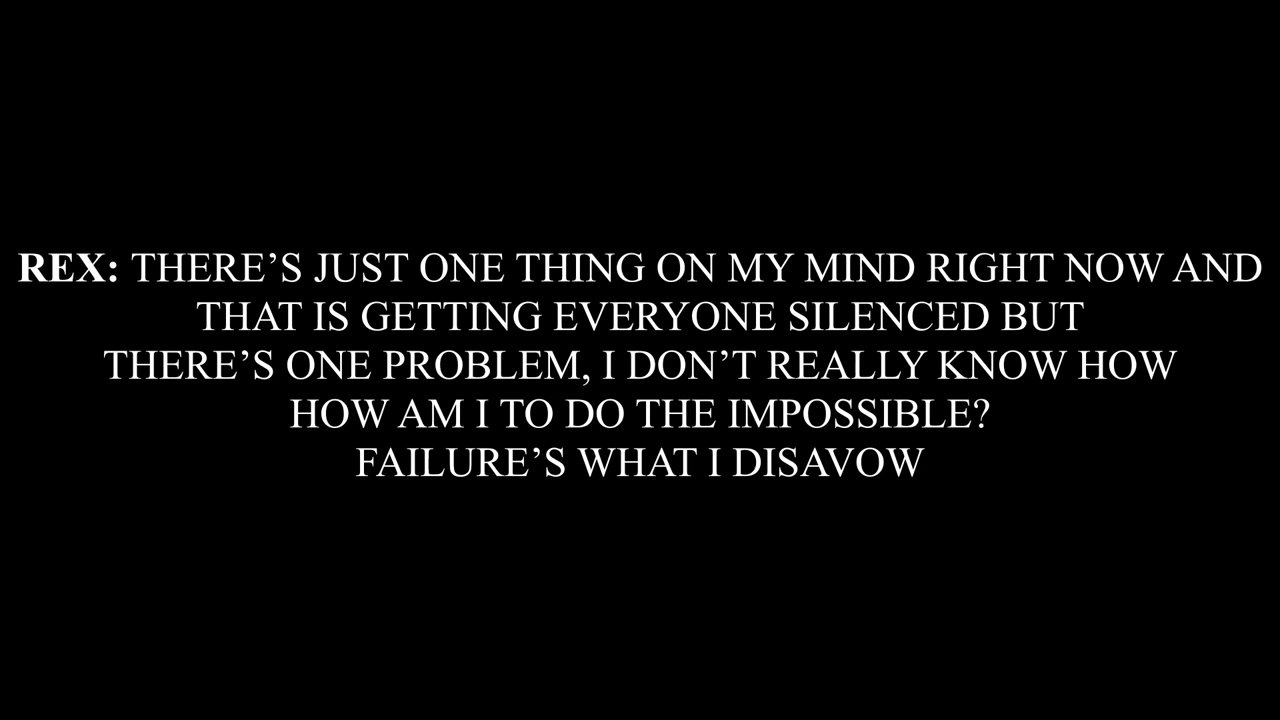 REX: THERE’S JUST ONE THING ON MY MIND RIGHT NOW AND
THAT IS GETTING EVERYONE SILENCED BUT
THERE’S ONE PROBLEM, I DON’T REALLY KNOW HOW
HOW AM I TO DO THE IMPOSSIBLE?
FAILURE’S WHAT I DISAVOW